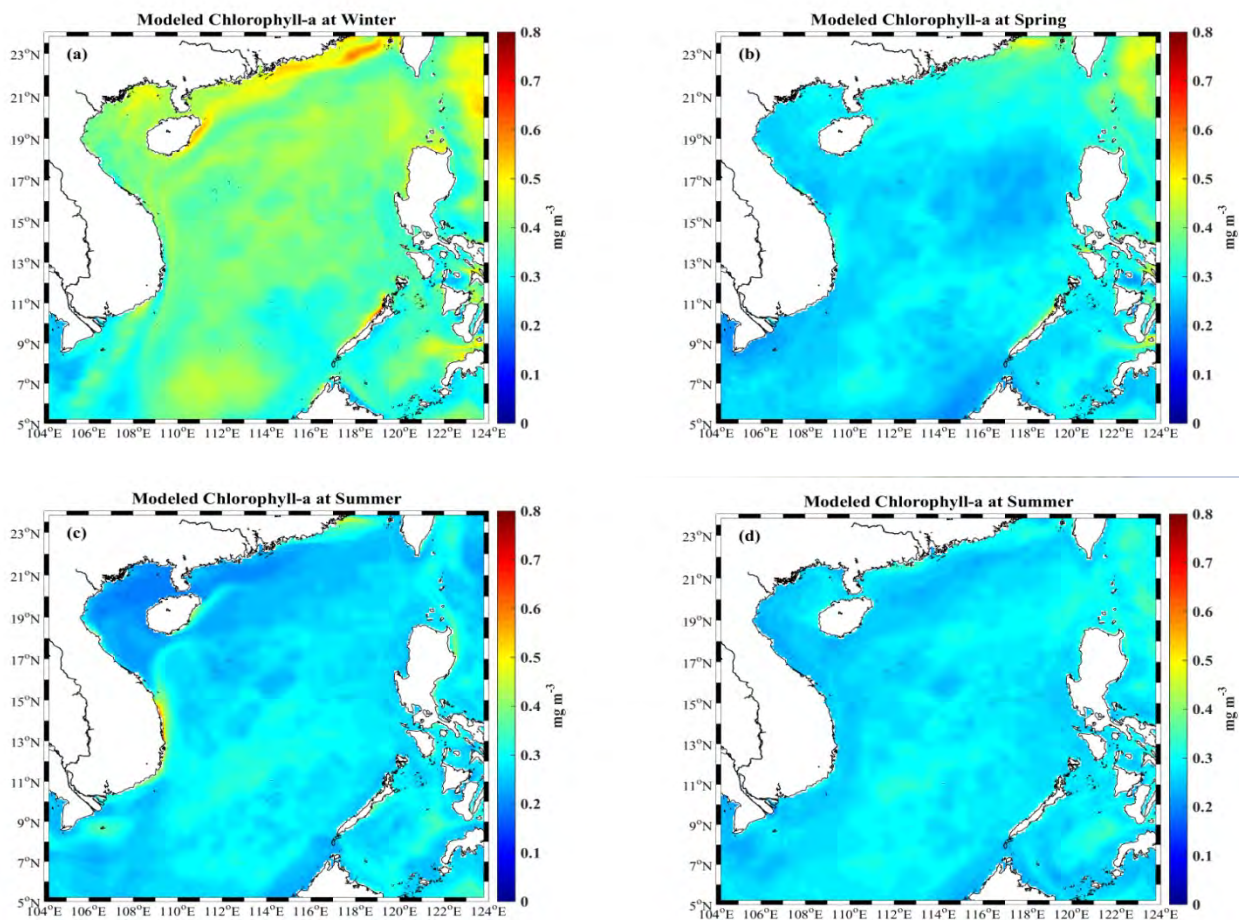 Modeled Chlorophyll-a at Winter
(a)
23°N
21°N
19°N
17°N
15°N
13°N
11°N
9°N
7°N
5°N
104°E 106°E 108°E 110°E 112°E 114°E 116°E 118°E 120°E 122°E 124°E
0.8
0.7
0.6
0.5
0.4
0.3
0.2
0.1
0
mg m⁻³
Modeled Chlorophyll-a at Spring
(b)
23°N
21°N
19°N
17°N
15°N
13°N
11°N
9°N
7°N
5°N
104°E 106°E 108°E 110°E 112°E 114°E 116°E 118°E 120°E 122°E 124°E
0.8
0.7
0.6
0.5
0.4
0.3
0.2
0.1
0
mg m⁻³
Modeled Chlorophyll-a at Summer
(c)
23°N
21°N
19°N
17°N
15°N
13°N
11°N
9°N
7°N
5°N
104°E 106°E 108°E 110°E 112°E 114°E 116°E 118°E 120°E 122°E 124°E
0.8
0.7
0.6
0.5
0.4
0.3
0.2
0.1
0
mg m⁻³
Modeled Chlorophyll-a at Summer
(d)
23°N
21°N
19°N
17°N
15°N
13°N
11°N
9°N
7°N
5°N
104°E 106°E 108°E 110°E 112°E 114°E 116°E 118°E 120°E 122°E 124°E
0.8
0.7
0.6
0.5
0.4
0.3
0.2
0.1
0
mg m⁻³